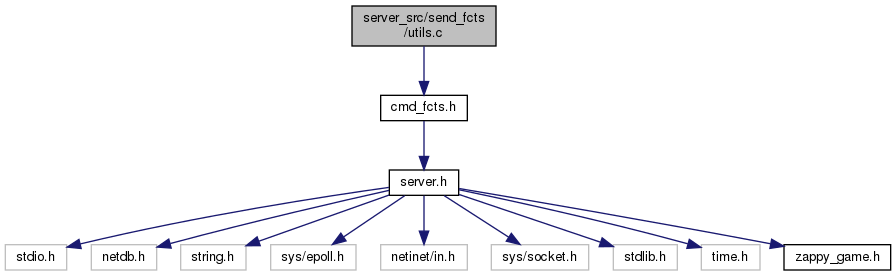 server_src/send_fcts
/utils.c
cmd_fcts.h
server.h
stdio.h
netdb.h
string.h
sys/epoll.h
netinet/in.h
sys/socket.h
stdlib.h
time.h
zappy_game.h